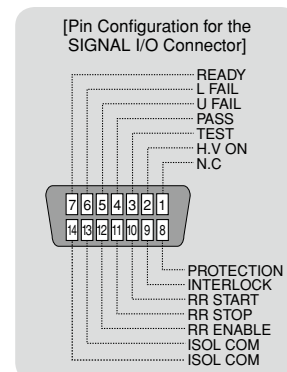 [Pin Configuration for the
SIGNAL I/O Connector]
READY
L FAIL
U FAIL
PASS
TEST
H.V ON
N.C
7 6 5 4 3 2 1
14 13 12 11 10 9 8
PROTECTION
INTERLOCK
RR START
RR STOP
RR ENABLE
ISOL COM
ISOL COM